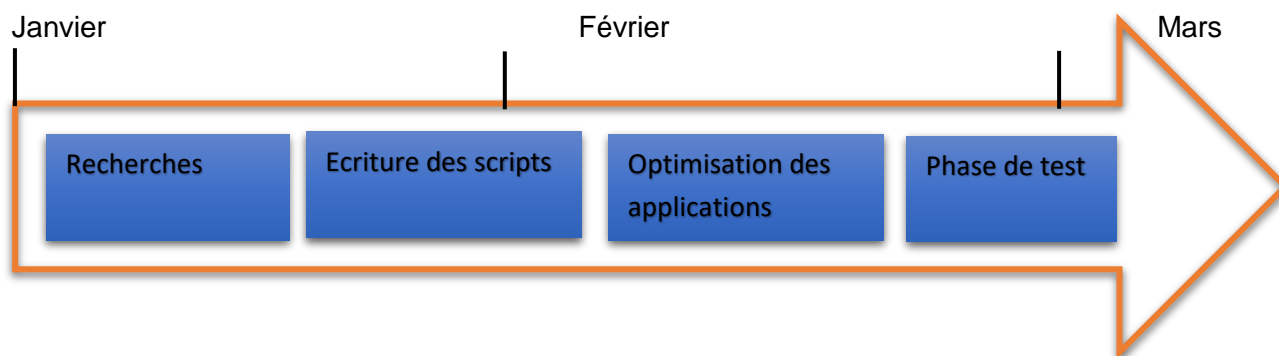 Janvier Février Mars
Recherches
Ecriture des scripts
Optimisation des
applications
Phase de test